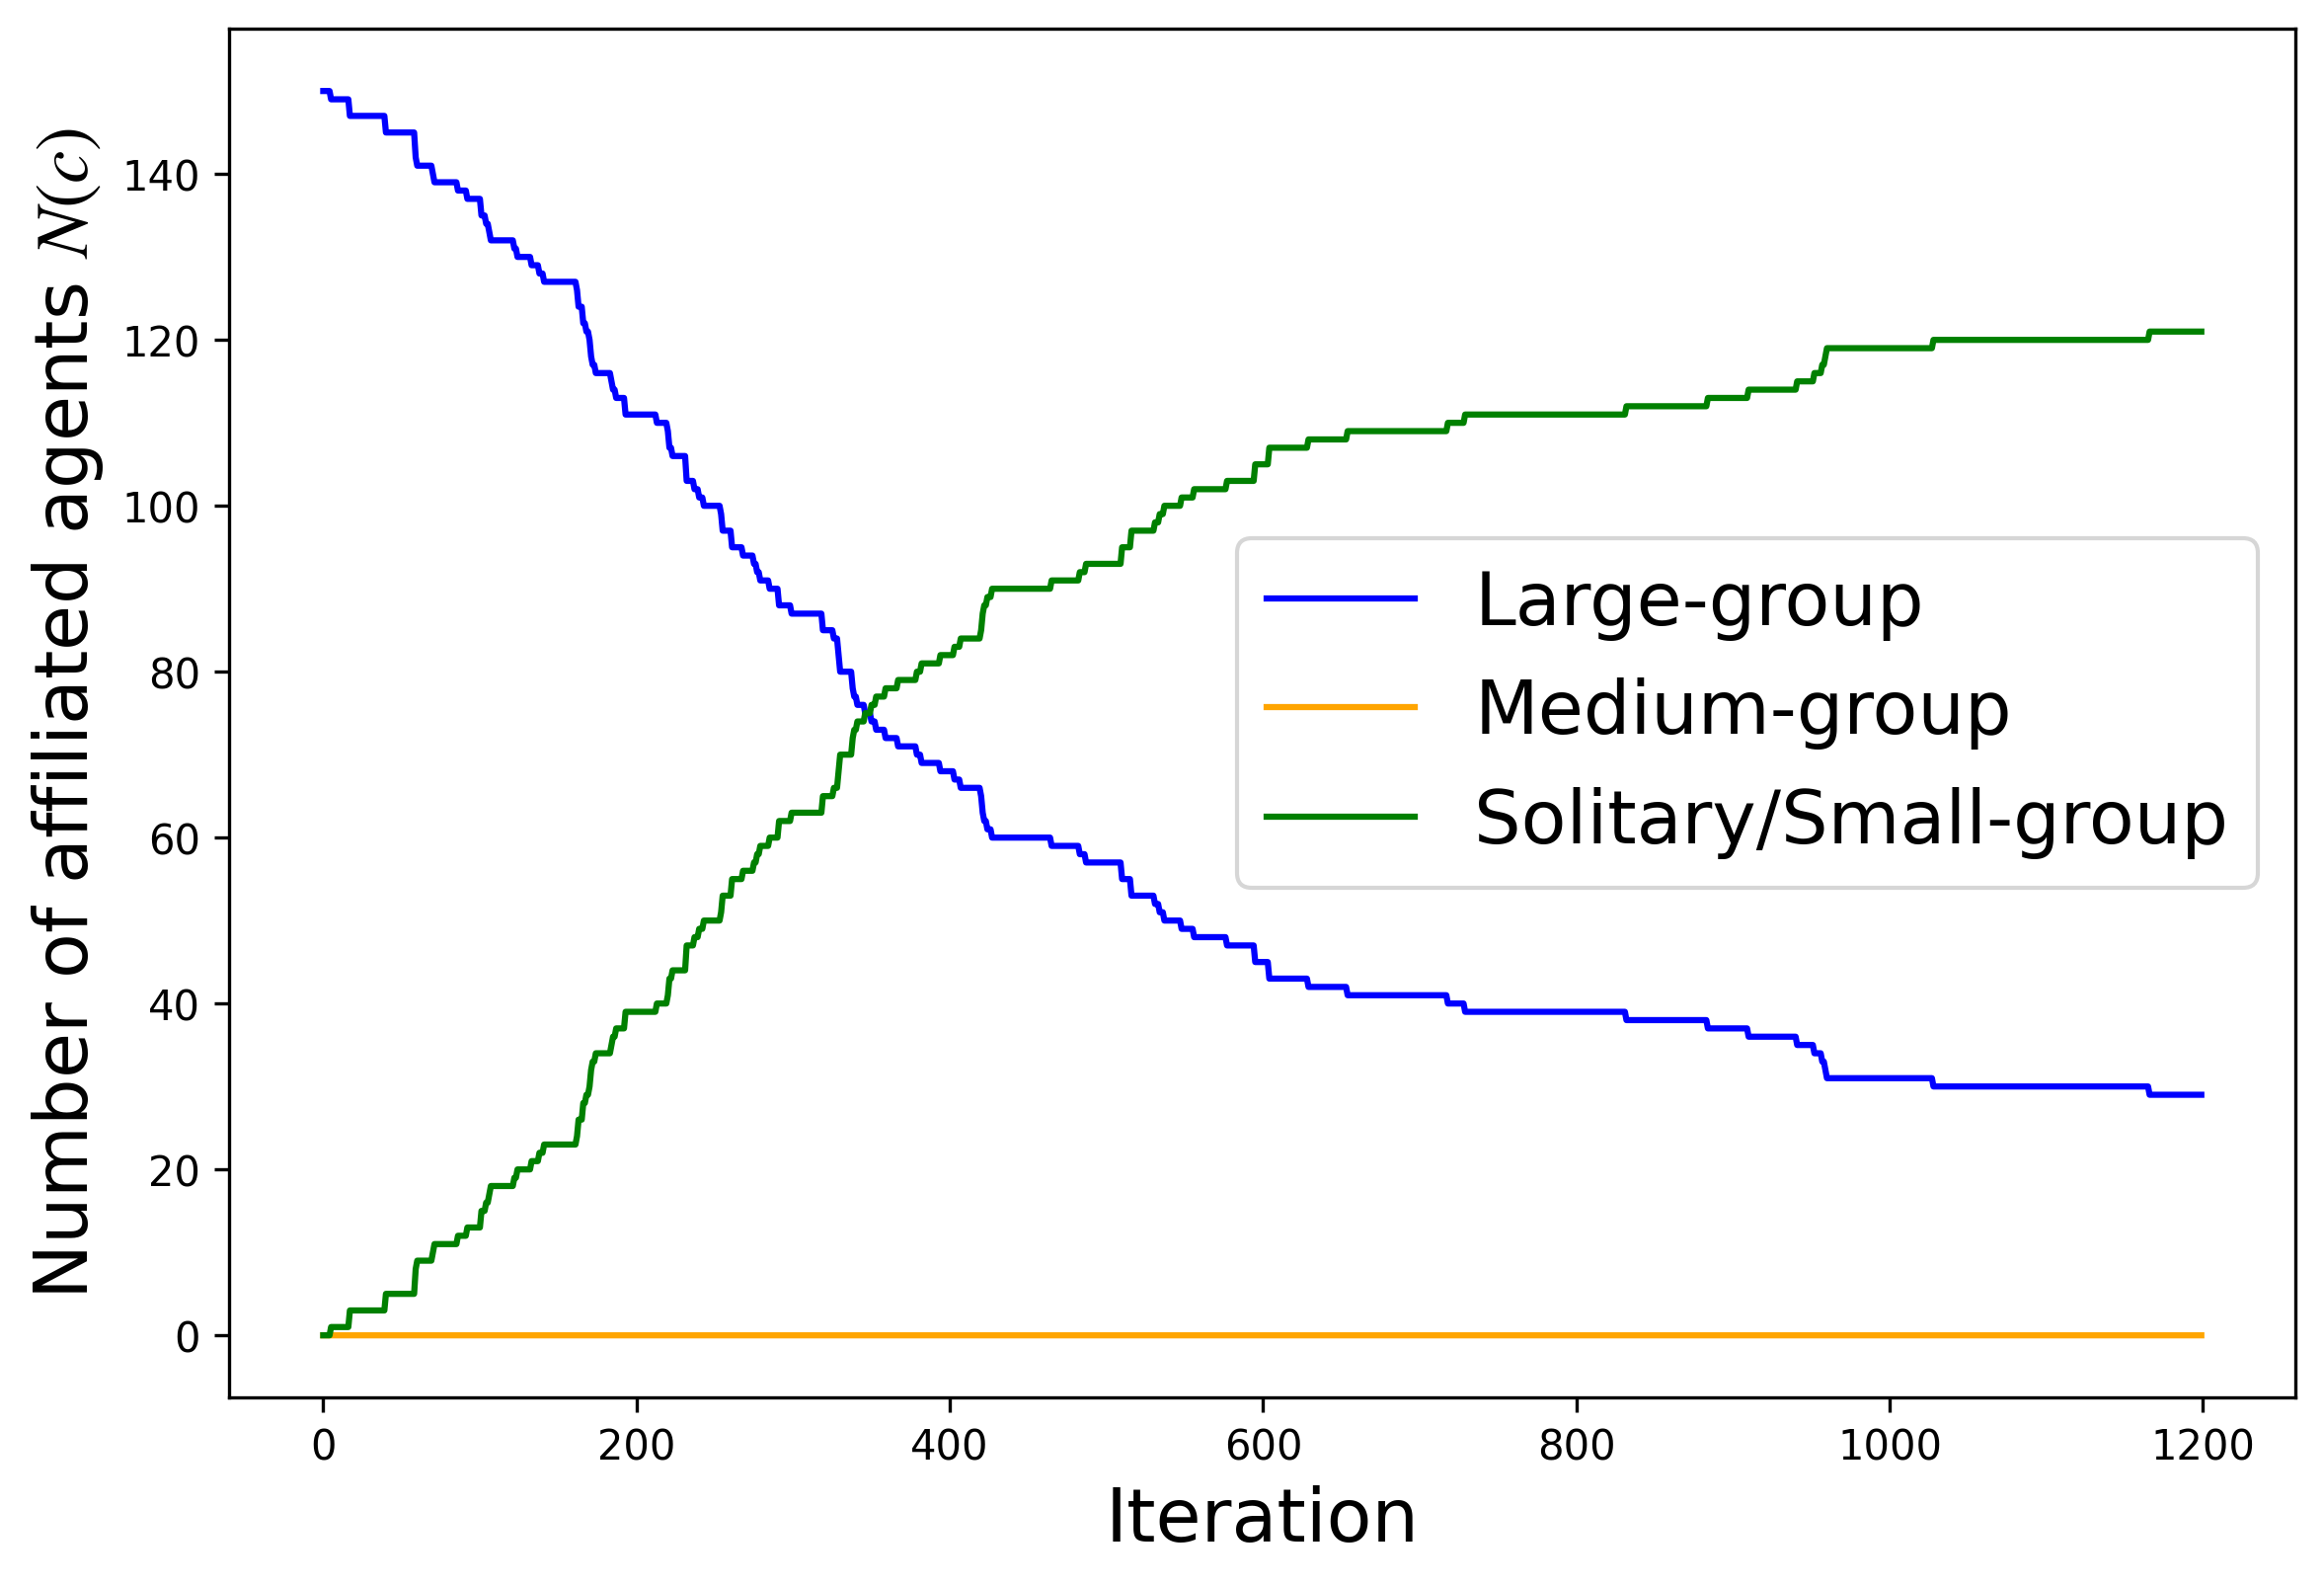 Number of affiliated agents N(c)
140
120
100
80
60
40
20
0
Large-group
Medium-group
Solitary/Small-group
0 200 400 600 800 1000 1200
Iteration